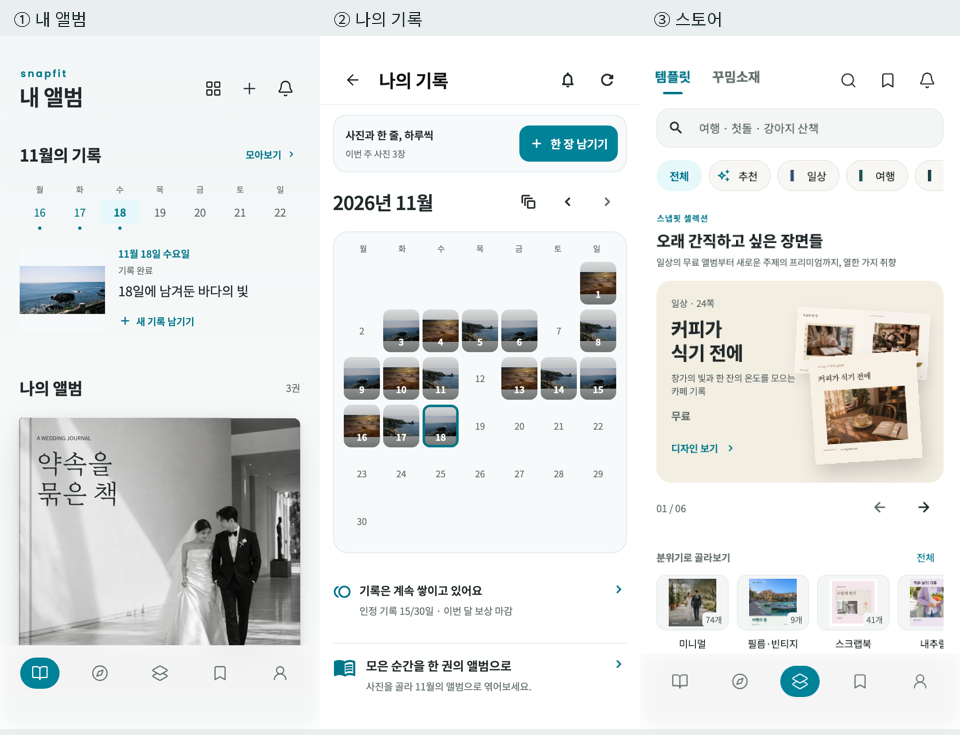 ① 내 앨범
snapfit
내 앨범
11월의 기록
모아보기
월 화 수 목 금 토 일
16 17 18 19 20 21 22
11월 18일 수요일
기록 완료
18일에 남겨둔 바다의 빛
+ 새 기록 남기기
나의 앨범
3권
A WEDDING JOURNAL
약속을
묶은 책
② 나의 기록
나의 기록
사진과 한 줄, 하루씩
이번 주 사진 3장
+ 한 장 남기기
2026년 11월
월 화 수 목 금 토 일
1
2 3 4 5 6 7 8
9 10 11 12 13 14 15
16 17 18 19 20 21 22
23 24 25 26 27 28 29
30
기록은 계속 쌓이고 있어요
인정 기록 15/30일 · 이번 달 보상 마감
모은 순간을 한 권의 앨범으로
사진을 골라 11월의 앨범으로 엮어보세요.
③ 스토어
템플릿 꾸밈소재
여행 · 첫돌 · 강아지 산책
전체 추천 일상 여행
스냅핏 셀렉션
오래 간직하고 싶은 장면들
일상의 무료 앨범부터 새로운 주제의 프리미엄까지, 열한 가지 취향
일상 · 24쪽
커피가
식기 전에
창가의 빛과 한 잔의 온도를 모으는
카페 기록
무료
디자인 보기
커피가 식기 전에
01 / 06
분위기로 골라보기
전체
74개 9개 41개
미니멀 필름·빈티지 스크랩북